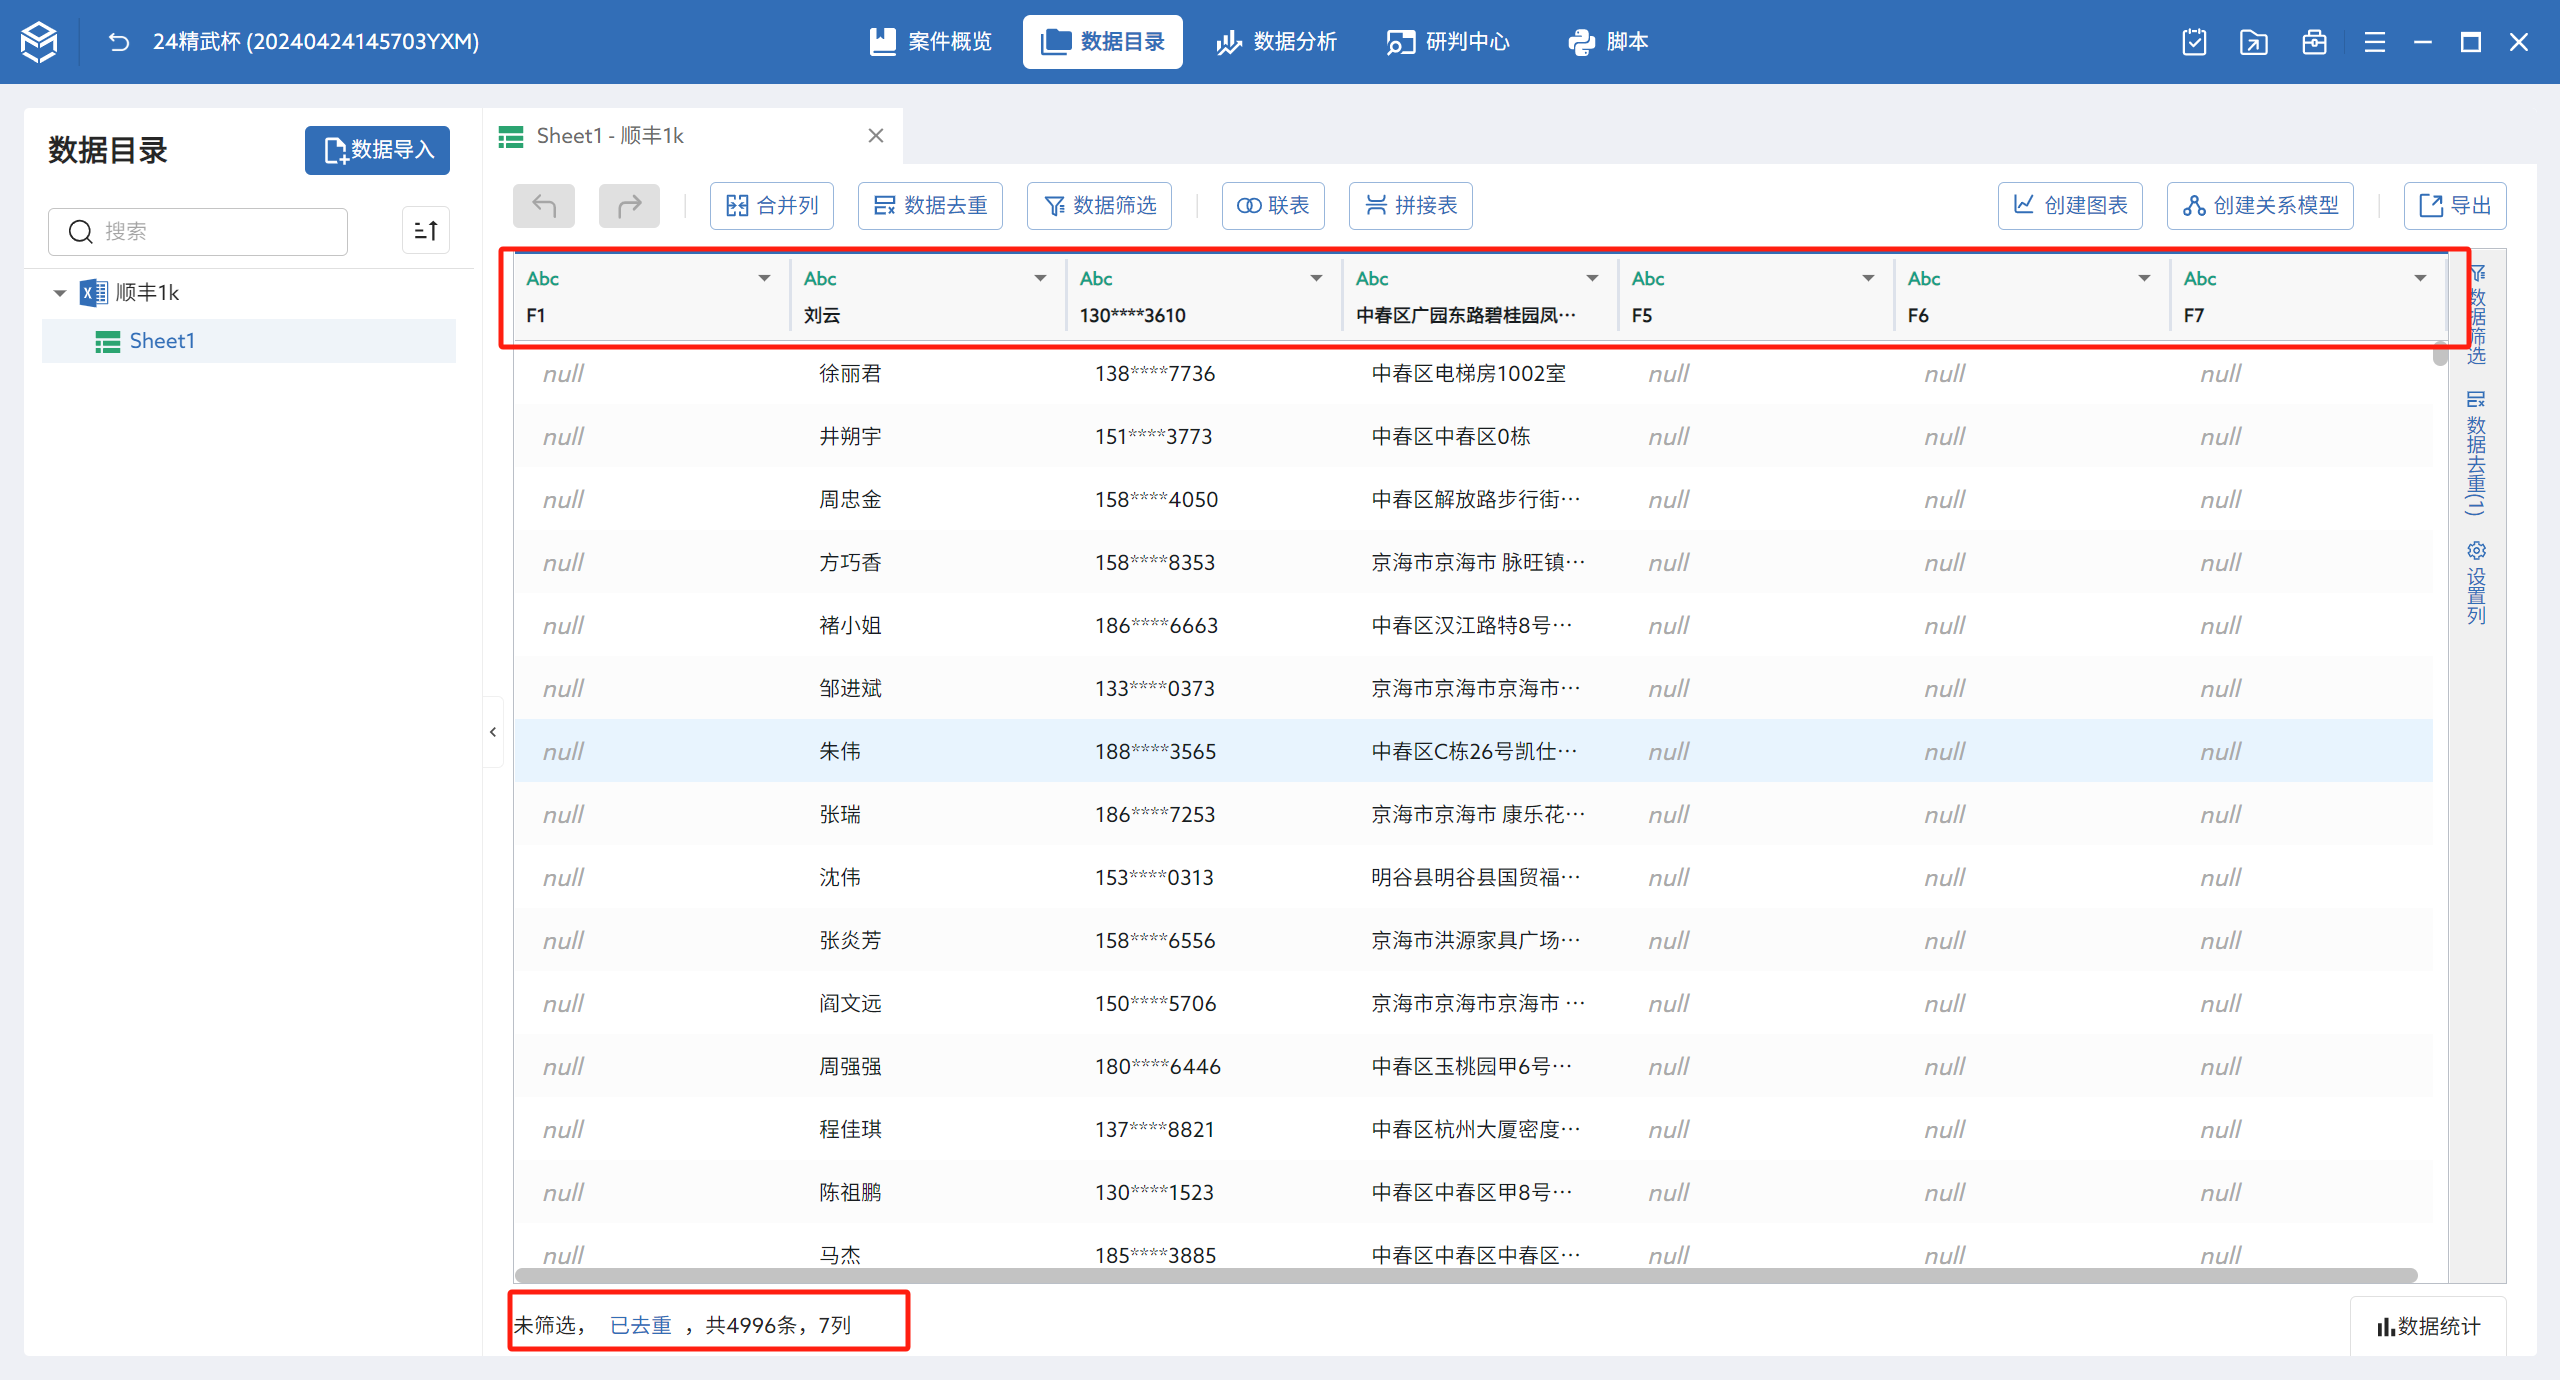 24精武杯 (20240424145703YXM)
案件概览
数据目录
数据分析
研判中心
脚本
数据目录
数据导入
搜索
顺丰1k
Sheet1
Sheet1 - 顺丰1k
合并列
数据去重
数据筛选
联表
拼接表
创建图表
创建关系模型
导出
Abc Abc Abc Abc Abc Abc Abc
F1 刘云 130****3610 中春区广园东路碧桂园凤… F5 F6 F7
null 徐丽君 138****7736 中春区电梯房1002室 null null null
null 井朔宇 151****3773 中春区中春区0栋 null null null
null 周忠金 158****4050 中春区解放路步行街… null null null
null 方巧香 158****8353 京海市京海市 脉旺镇… null null null
null 褚小姐 186****6663 中春区汉江路特8号… null null null
null 邹进斌 133****0373 京海市京海市京海市… null null null
null 朱伟 188****3565 中春区C栋26号凯仕… null null null
null 张瑞 186****7253 京海市京海市 康乐花… null null null
null 沈伟 153****0313 明谷县明谷县国贸福… null null null
null 张炎芳 158****6556 京海市洪源家具广场… null null null
null 阎文远 150****5706 京海市京海市京海市 … null null null
null 周强强 180****6446 中春区玉桃园甲6号… null null null
null 程佳琪 137****8821 中春区杭州大厦密度… null null null
null 陈祖鹏 130****1523 中春区中春区甲8号… null null null
null 马杰 185****3885 中春区中春区中春区… null null null
数据筛选
数据去重(1)
设置列
未筛选， 已去重 ，共4996条，7列
数据统计